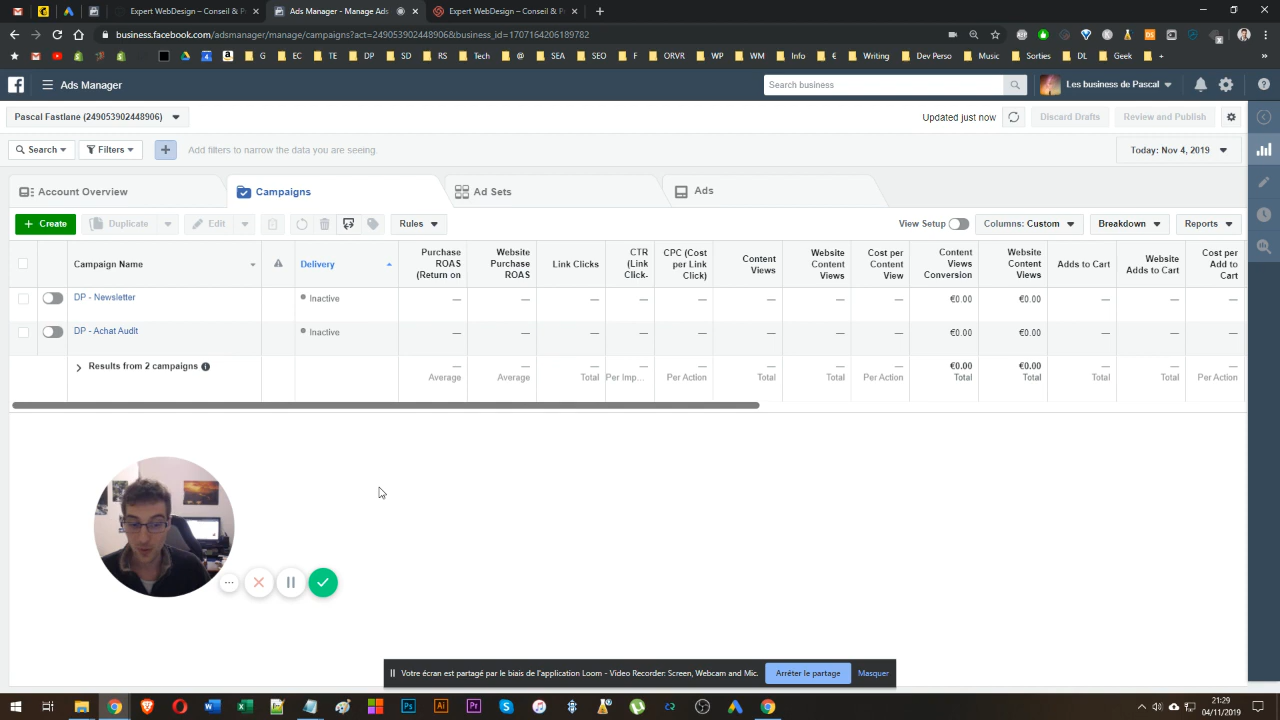 Expert WebDesign – Conseil & P
Ads Manager - Manage Ads
Expert WebDesign – Conseil & P
business.facebook.com/adsmanager/manage/campaigns?act=249053902448906&business_id=1707164206189782
G EC TE DP SD RS Tech @ SEA SEO F ORVR WP WM Info € Writing Dev Perso Music Sorties DL Geek + »
Ads Manager
Search business
Les business de Pascal
Pascal Fastlane (249053902448906)
Updated just now
Discard Drafts
Review and Publish
Search
Filters
+
Add filters to narrow the data you are seeing.
Today: Nov 4, 2019
Account Overview
Campaigns
Ad Sets
Ads
+ Create
Duplicate
Edit
Rules
View Setup
Columns: Custom
Breakdown
Reports
Campaign Name
Delivery
Purchase ROAS (Return on
Website Purchase ROAS
Link Clicks
CTR (Link Click-
CPC (Cost per Link Click)
Content Views
Website Content Views
Cost per Content View
Content Views Conversion
Website Content Views
Adds to Cart
Website Adds to Cart
Cost per Add to Cart
DP - Newsletter Inactive — — — — — — — — €0.00 €0.00 — — —
DP - Achat Audit Inactive — — — — — — — — €0.00 €0.00 — — —
Results from 2 campaigns — — — — — — — — €0.00 €0.00 — — —
Average Average Total Per Imp... Per Action Total Total Per Action Total Total Total Total Per Action
Votre écran est partagé par le biais de l'application Loom - Video Recorder: Screen, Webcam and Mic.
Arrêter le partage
Masquer
21:29
04/11/2019